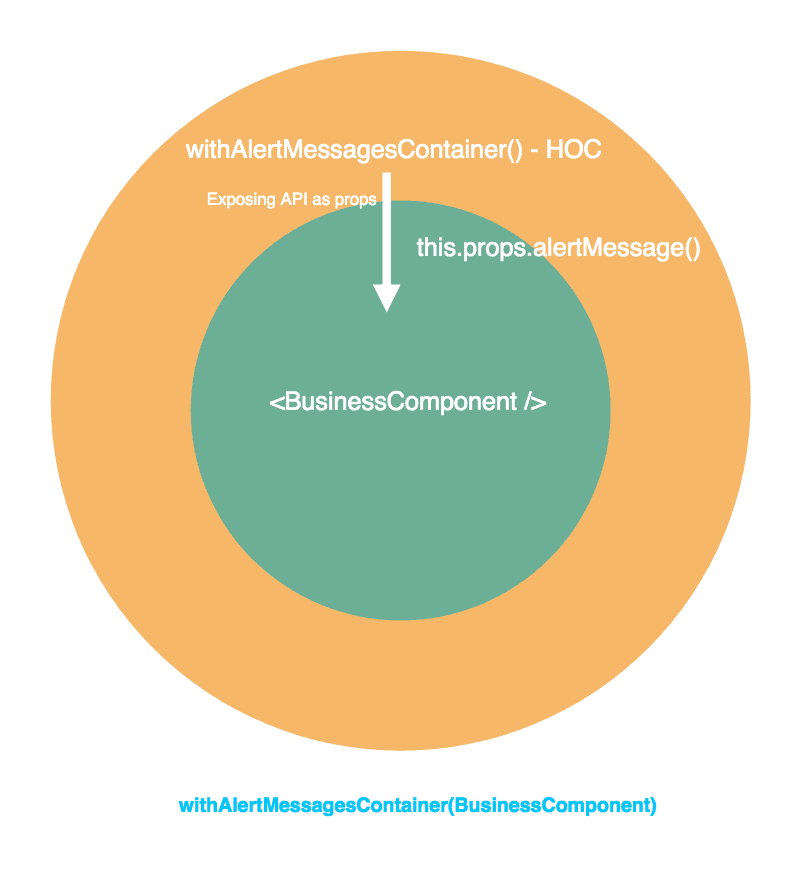 withAlertMessagesContainer() - HOC
Exposing API as props
this.props.alertMessage()
<BusinessComponent />
withAlertMessagesContainer(BusinessComponent)